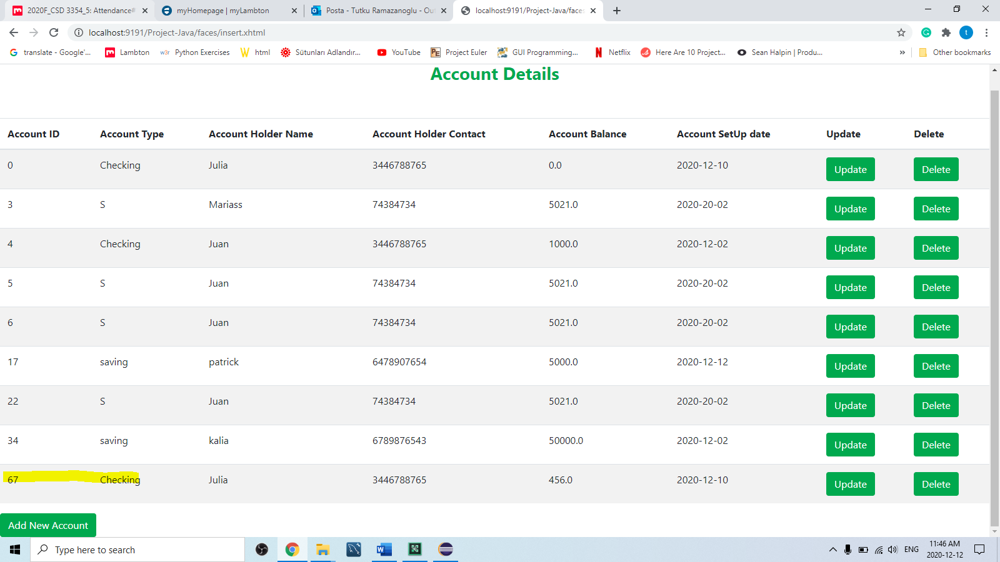 2020F_CSD 3354_5: Attendance#
myHomepage | myLambton
Posta - Tutku Ramazanoglu - Ou
localhost:9191/Project-Java/faces
localhost:9191/Project-Java/faces/insert.xhtml
t
translate - Google'...
Lambton
w3r Python Exercises
html
Sütunları Adlandır...
YouTube
PE Project Euler
GUI Programming...
Netflix
Here Are 10 Project...
Sean Halpin | Produ...
» Other bookmarks
Account Details
Account ID Account Type Account Holder Name Account Holder Contact Account Balance Account SetUp date Update Delete
0 Checking Julia 3446788765 0.0 2020-12-10 Update Delete
3 S Mariass 74384734 5021.0 2020-20-02 Update Delete
4 Checking Juan 3446788765 1000.0 2020-12-02 Update Delete
5 S Juan 74384734 5021.0 2020-20-02 Update Delete
6 S Juan 74384734 5021.0 2020-20-02 Update Delete
17 saving patrick 6478907654 5000.0 2020-12-12 Update Delete
22 S Juan 74384734 5021.0 2020-20-02 Update Delete
34 saving kalia 6789876543 50000.0 2020-12-02 Update Delete
67 Checking Julia 3446788765 456.0 2020-12-10 Update Delete
Add New Account
Type here to search
ENG
11:46 AM
2020-12-12